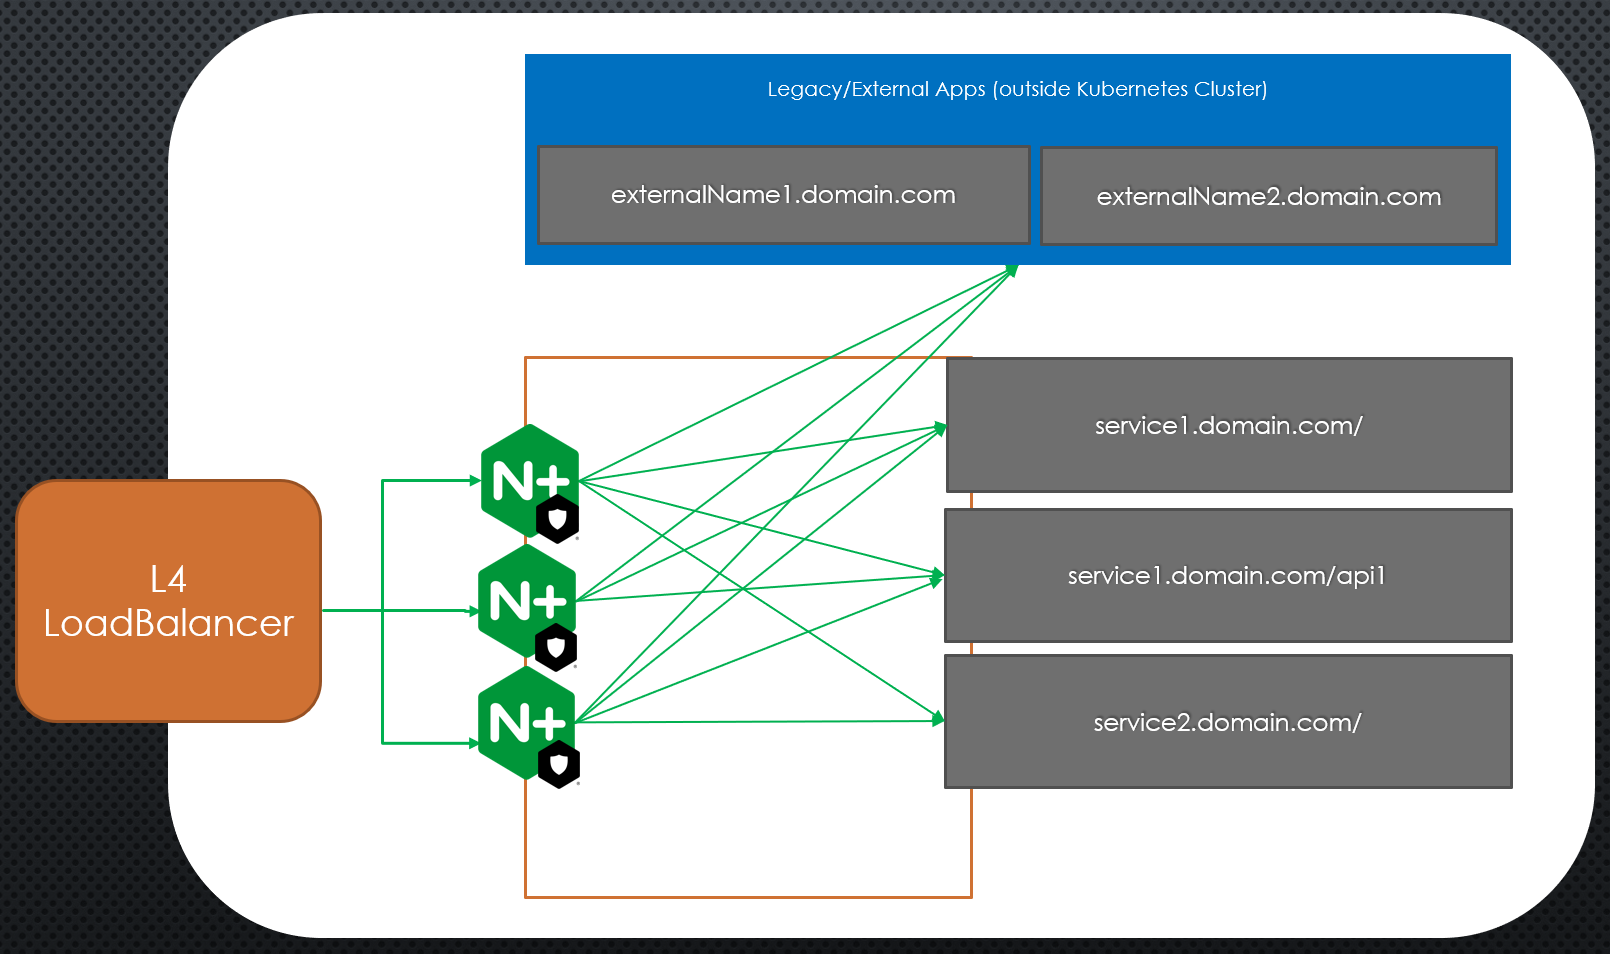 Legacy/External Apps (outside Kubernetes Cluster)
externalName1.domain.com
externalName2.domain.com
service1.domain.com/
N+
L4
LoadBalancer
service1.domain.com/api1
N+
service2.domain.com/
N+